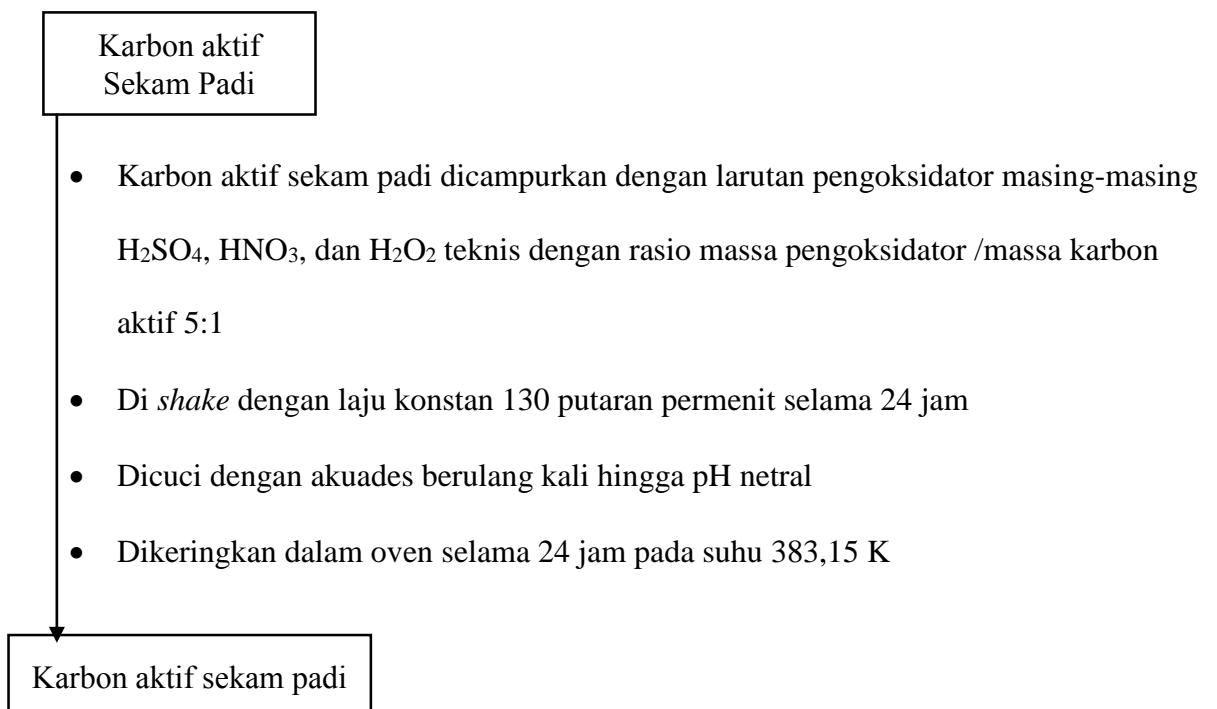 Karbon aktif
Sekam Padi
• Karbon aktif sekam padi dicampurkan dengan larutan pengoksidator masing-masing
H₂SO₄, HNO₃, dan H₂O₂ teknis dengan rasio massa pengoksidator /massa karbon
aktif 5:1
• Di shake dengan laju konstan 130 putaran permenit selama 24 jam
• Dicuci dengan akuades berulang kali hingga pH netral
• Dikeringkan dalam oven selama 24 jam pada suhu 383,15 K
Karbon aktif sekam padi